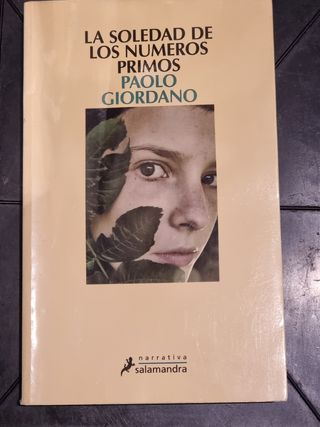 LA SOLEDAD DE
LOS NUMEROS
PRIMOS
PAOLO
GIORDANO
narrativa
salamandra